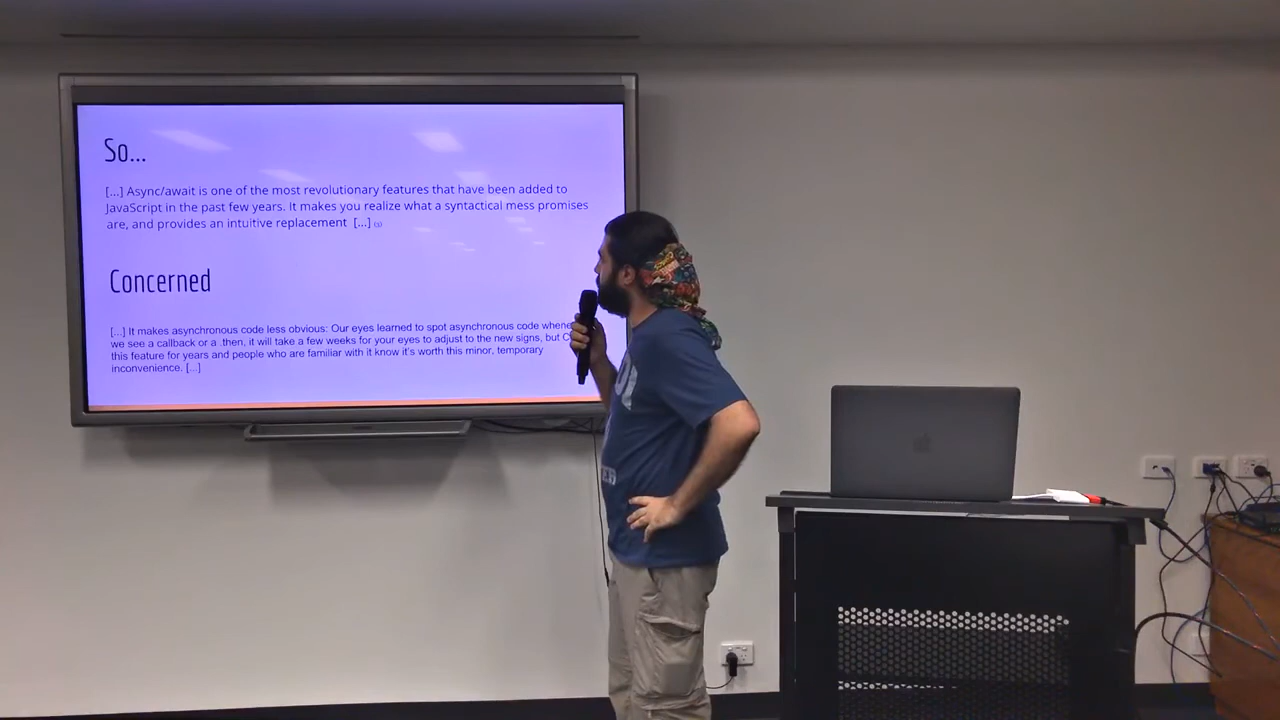 So...
[...] Async/await is one of the most revolutionary features that have been added to
JavaScript in the past few years. It makes you realize what a syntactical mess promises
are, and provides an intuitive replacement [...]
Concerned
[...] It makes asynchronous code less obvious: Our eyes learned to spot asynchronous code
we see a callback or a .then, it will take a few weeks for your eyes to adjust to the new signs, but
this feature for years and people who are familiar with it know it's worth this minor, temporary
inconvenience. [...]